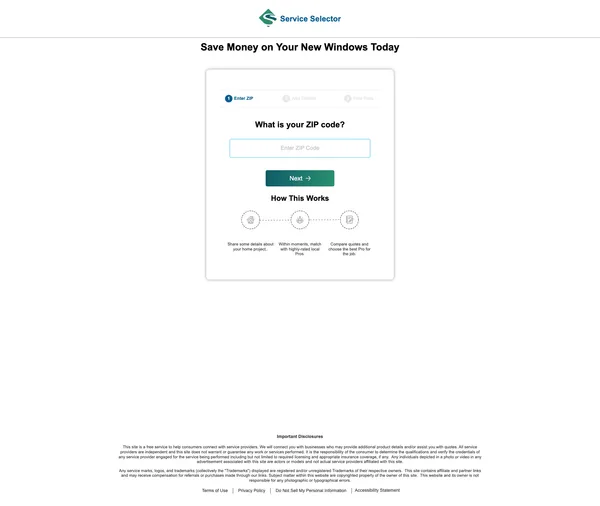 Service Selector
Save Money on Your New Windows Today
1 Enter ZIP
2
3
What is your ZIP code?
Enter ZIP Code
Next →
How This Works
Share some details about
your home project.
Within moments, match
with highly-rated local
Pros
Compare quotes and
choose the best Pro for
the job
Important Disclosures
This site is a free service to help consumers connect with service providers. We will connect you with businesses who may provide additional product details and/or assist you with quotes. All service
providers are independent and this site does not warrant or guarantee any work or services performed. It is the responsibility of the consumer to determine the qualifications and verify the credentials of
any service provider engaged for the service being performed including but not limited to required licensing and appropriate insurance coverage, if any. Any individuals depicted in a photo or video in any
advertisement associated with this site are actors or models and not actual service providers affiliated with this site.
Any service marks, logos, and trademarks (collectively the "Trademarks") displayed are registered and/or unregistered Trademarks of their respective owners. This site contains affiliate and partner links
and may receive compensation for referrals or purchases made through our links. Subject matter within this website are copyrighted property of the owner of this site. This website and its owner is not
responsible for any photographic or typographical errors.
Terms of Use | Privacy Policy | Do Not Sell My Personal Information | Accessibility Statement